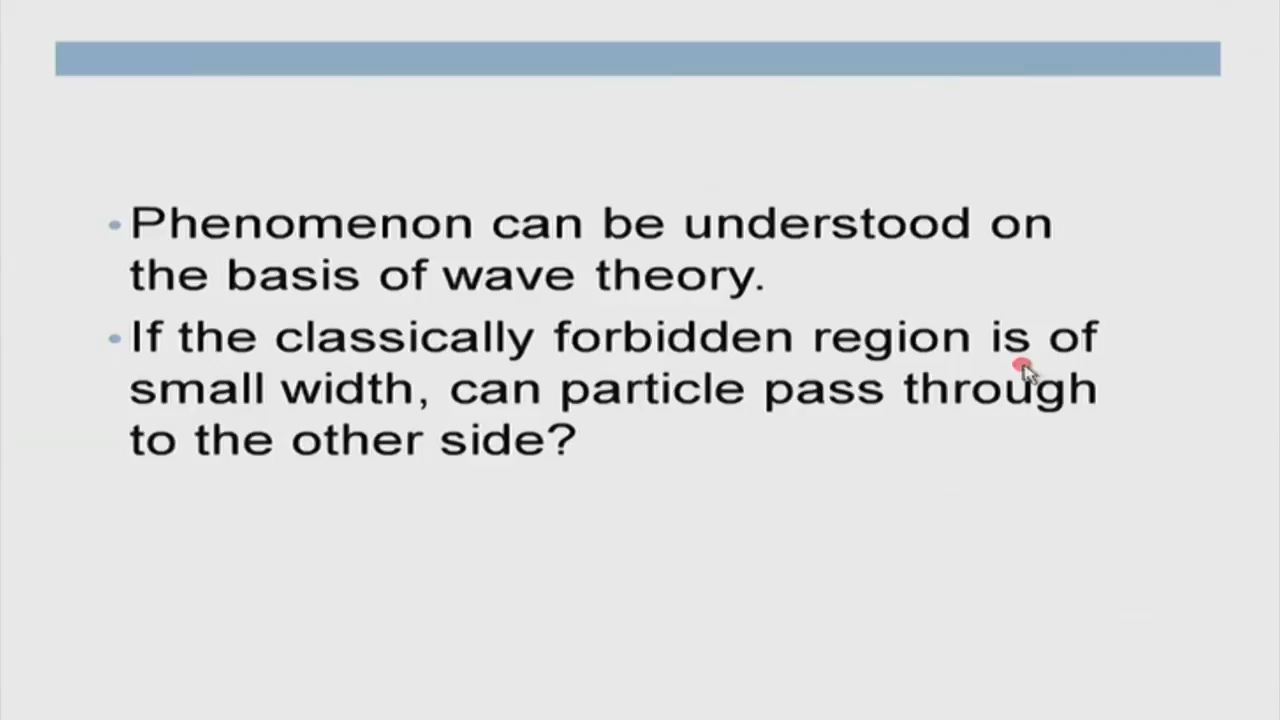 • Phenomenon can be understood on
the basis of wave theory.
• If the classically forbidden region is of
small width, can particle pass through
to the other side?